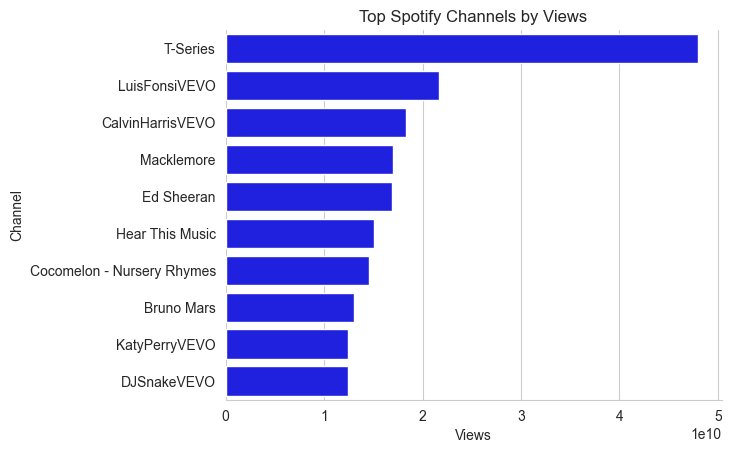 Top Spotify Channels by Views
Channel
T-Series
LuisFonsiVEVO
CalvinHarrisVEVO
Macklemore
Ed Sheeran
Hear This Music
Cocomelon - Nursery Rhymes
Bruno Mars
KatyPerryVEVO
DJSnakeVEVO
0 1 2 3 4 5
1e10
Views